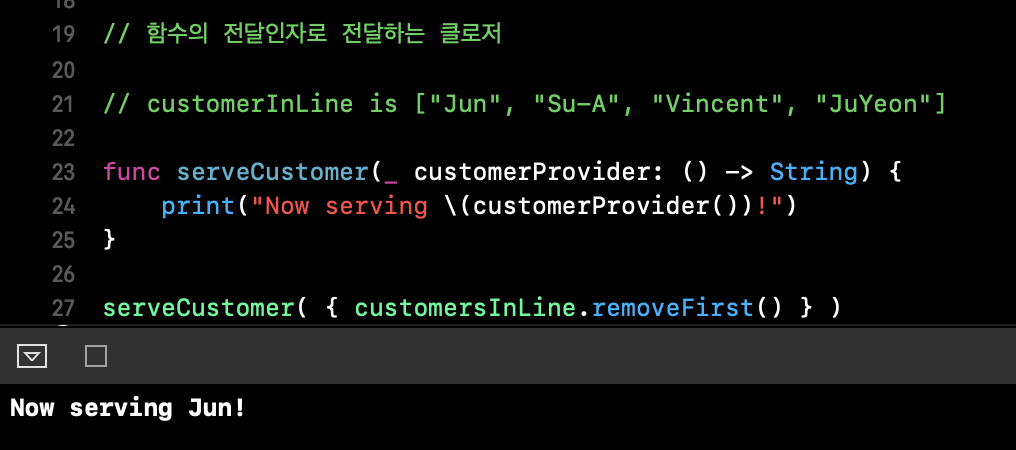 18
19 // 함수의 전달인자로 전달하는 클로저
20
21 // customerInLine is ["Jun", "Su-A", "Vincent", "JuYeon"]
22
23 func serveCustomer(_ customerProvider: () -> String) {
24     print("Now serving \(customerProvider())!")
25 }
26
27 serveCustomer( { customersInLine.removeFirst() } )
Now serving Jun!